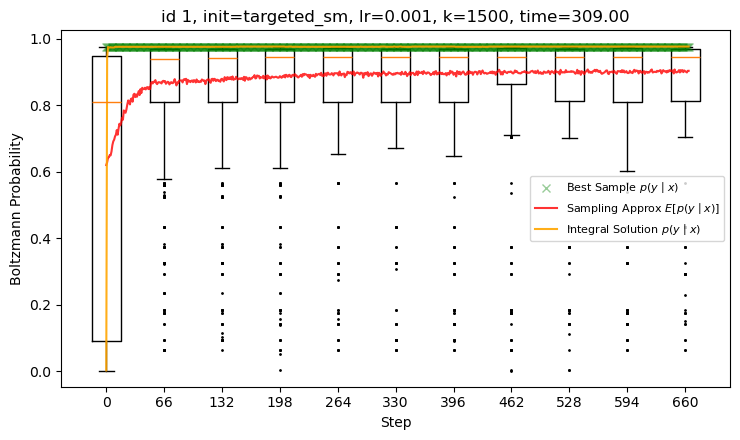 id 1, init=targeted_sm, lr=0.001, k=1500, time=309.00
Boltzmann Probability
1.0
0.8
0.6
0.4
0.2
0.0
Best Sample p(y | x)
Sampling Approx E[p(y | x)]
Integral Solution p(y | x)
0 66 132 198 264 330 396 462 528 594 660
Step